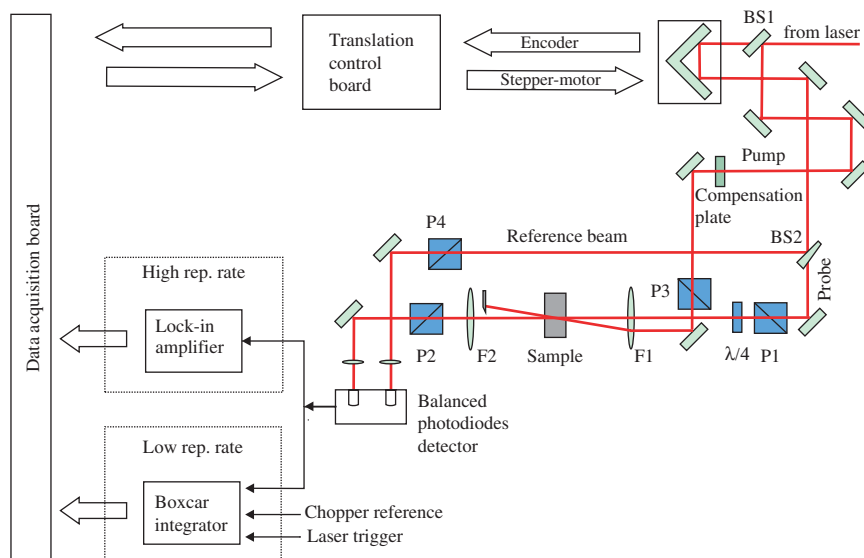 BS1
from laser
Translation
control
board
Encoder
Stepper-motor
Pump
Compensation
plate
P4
Reference beam
BS2
Probe
P3
P2
F2
Sample
F1
λ/4
P1
Data acquisition board
High rep. rate
Lock-in
amplifier
Balanced
photodiodes
detector
Low rep. rate
Boxcar
integrator
Chopper reference
Laser trigger